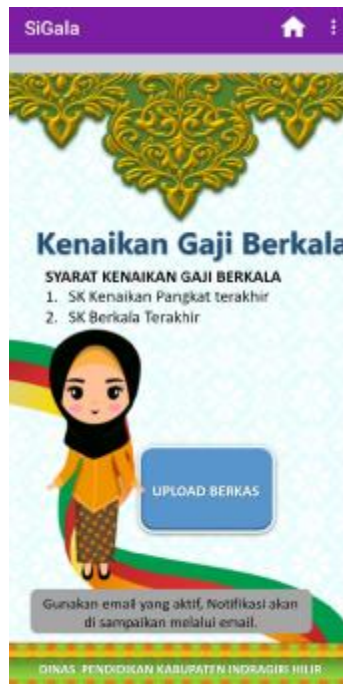 SiGala
Kenaikan Gaji Berkala
SYARAT KENAIKAN GAJI BERKALA
1. SK Kenaikan Pangkat terakhir
2. SK Berkala Terakhir
UPLOAD BERKAS
Gunakan email yang aktif, Notifikasi akan
di sampaikan melalui email.
DINAS PENDIDIKAN KABUPATEN INDRAGIRI HILIR